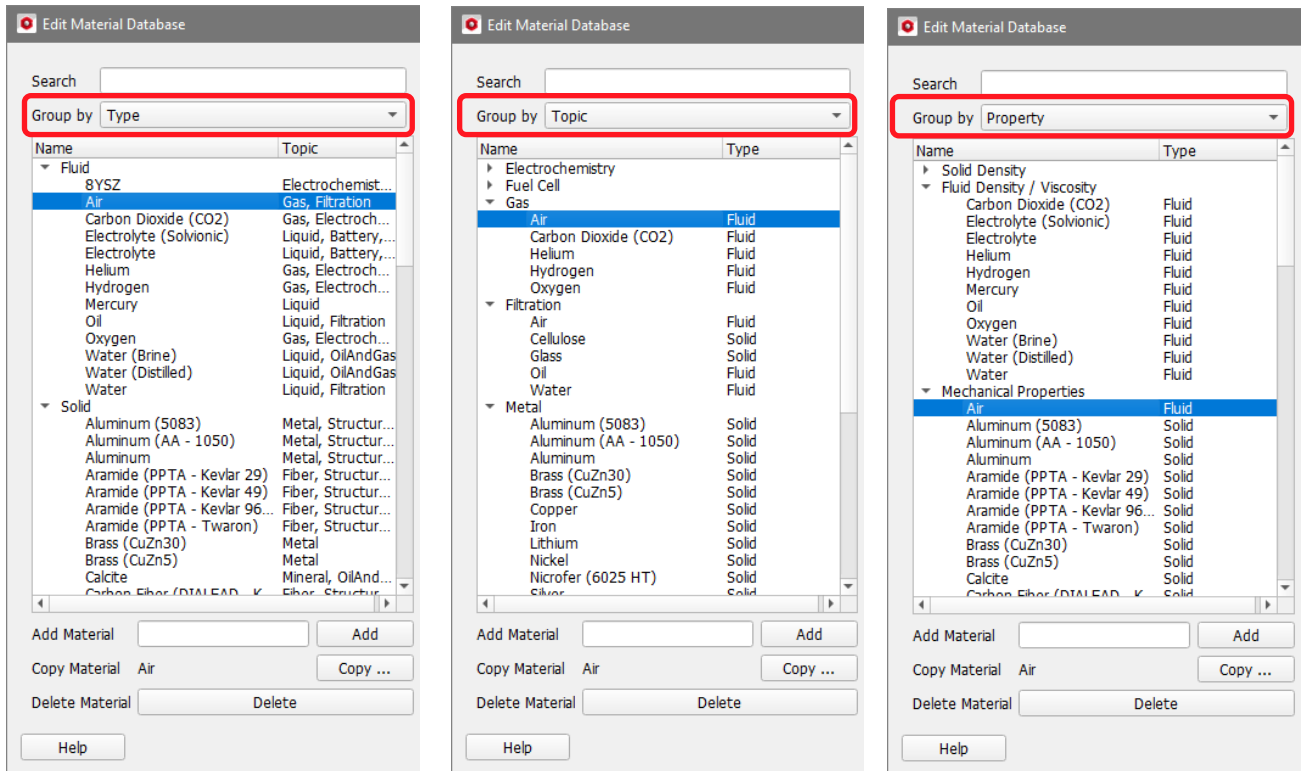 Edit Material Database
Search
Group by Type
Name Topic
Fluid
8YSZ Electrochemist...
Air Gas, Filtration
Carbon Dioxide (CO2) Gas, Electroch...
Electrolyte (Solvionic) Liquid, Battery,...
Electrolyte Liquid, Battery,...
Helium Gas, Electroch...
Hydrogen Gas, Electroch...
Mercury Liquid
Oil Liquid, Filtration
Oxygen Gas, Electroch...
Water (Brine) Liquid, OilAndGas
Water (Distilled) Liquid, OilAndGas
Water Liquid, Filtration
Solid
Aluminum (5083) Metal, Structur...
Aluminum (AA - 1050) Metal, Structur...
Aluminum Metal, Structur...
Aramide (PPTA - Kevlar 29) Fiber, Structur...
Aramide (PPTA - Kevlar 49) Fiber, Structur...
Aramide (PPTA - Kevlar 96... Fiber, Structur...
Aramide (PPTA - Twaron) Fiber, Structur...
Brass (CuZn30) Metal
Brass (CuZn5) Metal
Calcite Mineral, OilAnd...
Carbon Fiber (DIALEAD - K Fiber, Structur
Add Material Add
Copy Material Air Copy ...
Delete Material Delete
Help
Edit Material Database
Search
Group by Topic
Name Type
Electrochemistry
Fuel Cell
Gas
Air Fluid
Carbon Dioxide (CO2) Fluid
Helium Fluid
Hydrogen Fluid
Oxygen Fluid
Filtration
Air Fluid
Cellulose Solid
Glass Solid
Oil Fluid
Water Fluid
Metal
Aluminum (5083) Solid
Aluminum (AA - 1050) Solid
Aluminum Solid
Brass (CuZn30) Solid
Brass (CuZn5) Solid
Copper Solid
Iron Solid
Lithium Solid
Nickel Solid
Nicrofer (6025 HT) Solid
Silver Solid
Add Material Add
Copy Material Air Copy ...
Delete Material Delete
Help
Edit Material Database
Search
Group by Property
Name Type
Solid Density
Fluid Density / Viscosity
Carbon Dioxide (CO2) Fluid
Electrolyte (Solvionic) Fluid
Electrolyte Fluid
Helium Fluid
Hydrogen Fluid
Mercury Fluid
Oil Fluid
Oxygen Fluid
Water (Brine) Fluid
Water (Distilled) Fluid
Water Fluid
Mechanical Properties
Air Fluid
Aluminum (5083) Solid
Aluminum (AA - 1050) Solid
Aluminum Solid
Aramide (PPTA - Kevlar 29) Solid
Aramide (PPTA - Kevlar 49) Solid
Aramide (PPTA - Kevlar 96... Solid
Aramide (PPTA - Twaron) Solid
Brass (CuZn30) Solid
Brass (CuZn5) Solid
Calcite Solid
Carbon Fiber (DIALEAD - K Solid
Add Material Add
Copy Material Air Copy ...
Delete Material Delete
Help